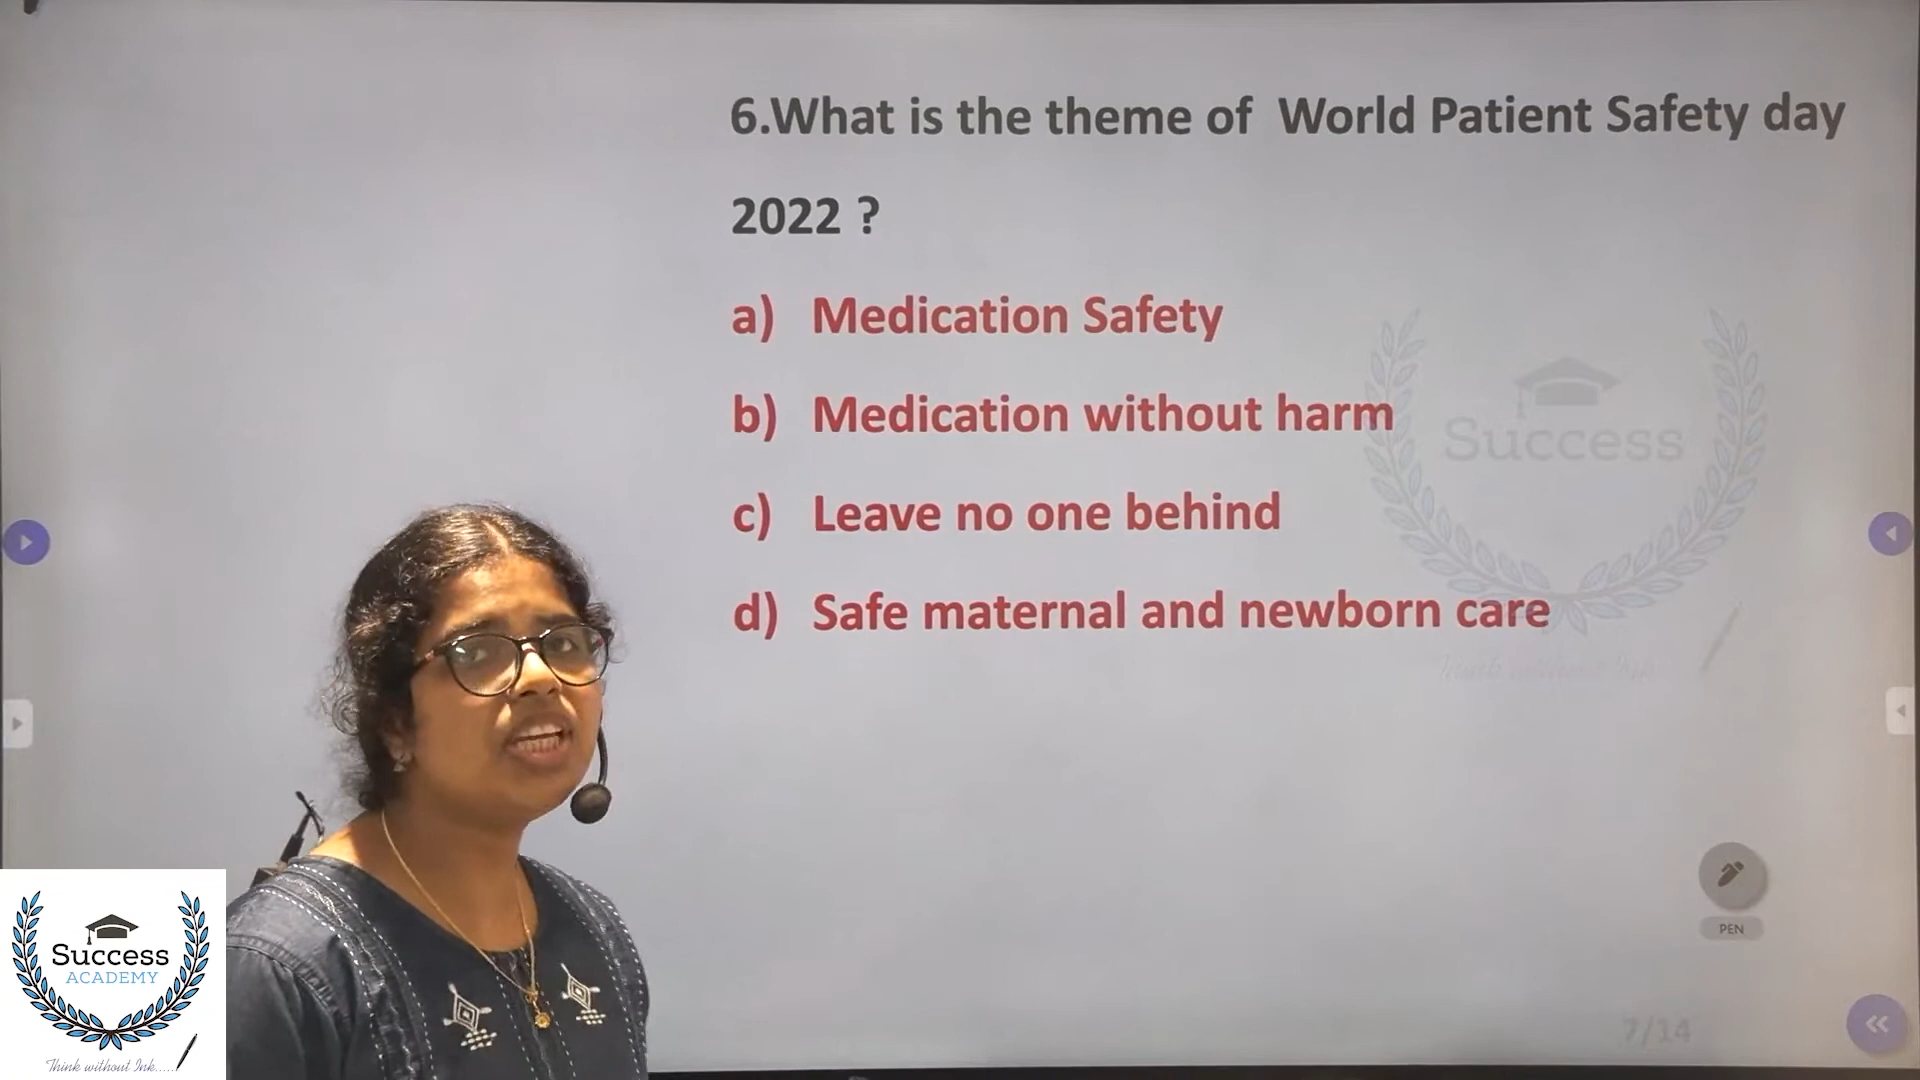 6.What is the theme of World Patient Safety day
2022 ?
a) Medication Safety
b) Medication without harm
c) Leave no one behind
d) Safe maternal and newborn care
Success
PEN
7/14
Success
ACADEMY
Think without Ink.....